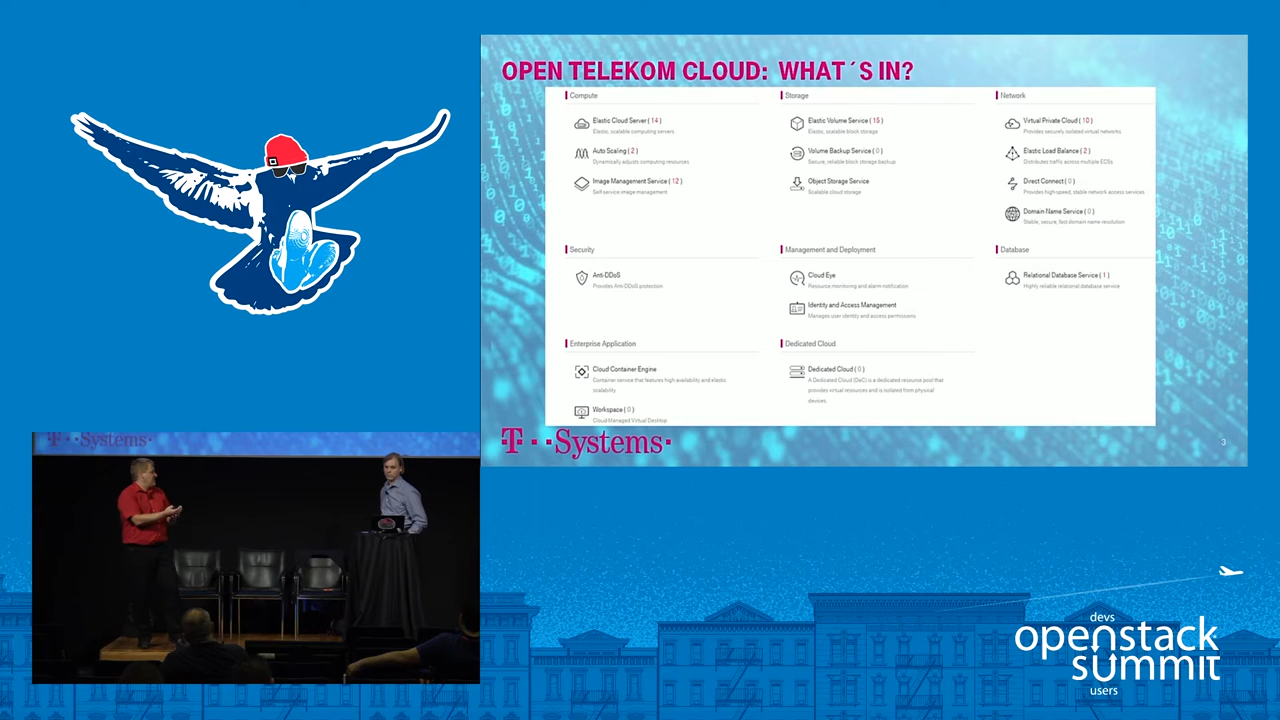 OPEN TELEKOM CLOUD: WHAT´S IN?
Compute
Elastic Cloud Server ( 14 )
Elastic, scalable computing servers
Auto Scaling ( 2 )
Dynamically adjusts computing resources
Image Management Service ( 12 )
Self-service image management
Storage
Elastic Volume Service ( 15 )
Elastic, scalable block storage
Volume Backup Service ( 0 )
Secure, reliable block storage backup
Object Storage Service
Scalable cloud storage
Network
Virtual Private Cloud ( 10 )
Provides securely isolated virtual networks
Elastic Load Balance ( 2 )
Distributes traffic across multiple ECSs
Direct Connect ( 0 )
Provides high-speed, stable network access services
Domain Name Service ( 0 )
Stable, secure, fast domain name resolution
Security
Anti-DDoS
Provides Anti-DDoS protection
Management and Deployment
Cloud Eye
Resource monitoring and alarm notification
Identity and Access Management
Manages user identity and access permissions
Database
Relational Database Service ( 1 )
Highly reliable relational database service
Enterprise Application
Cloud Container Engine
Container service that features high availability and elastic
scalability
Workspace ( 0 )
Cloud Managed Virtual Desktop
Dedicated Cloud
Dedicated Cloud ( 0 )
A Dedicated Cloud (DeC) is a dedicated resource pool that
provides virtual resources and is isolated from physical
devices.
T··Systems·
3
T··Systems·
devs
openstack
summit
users